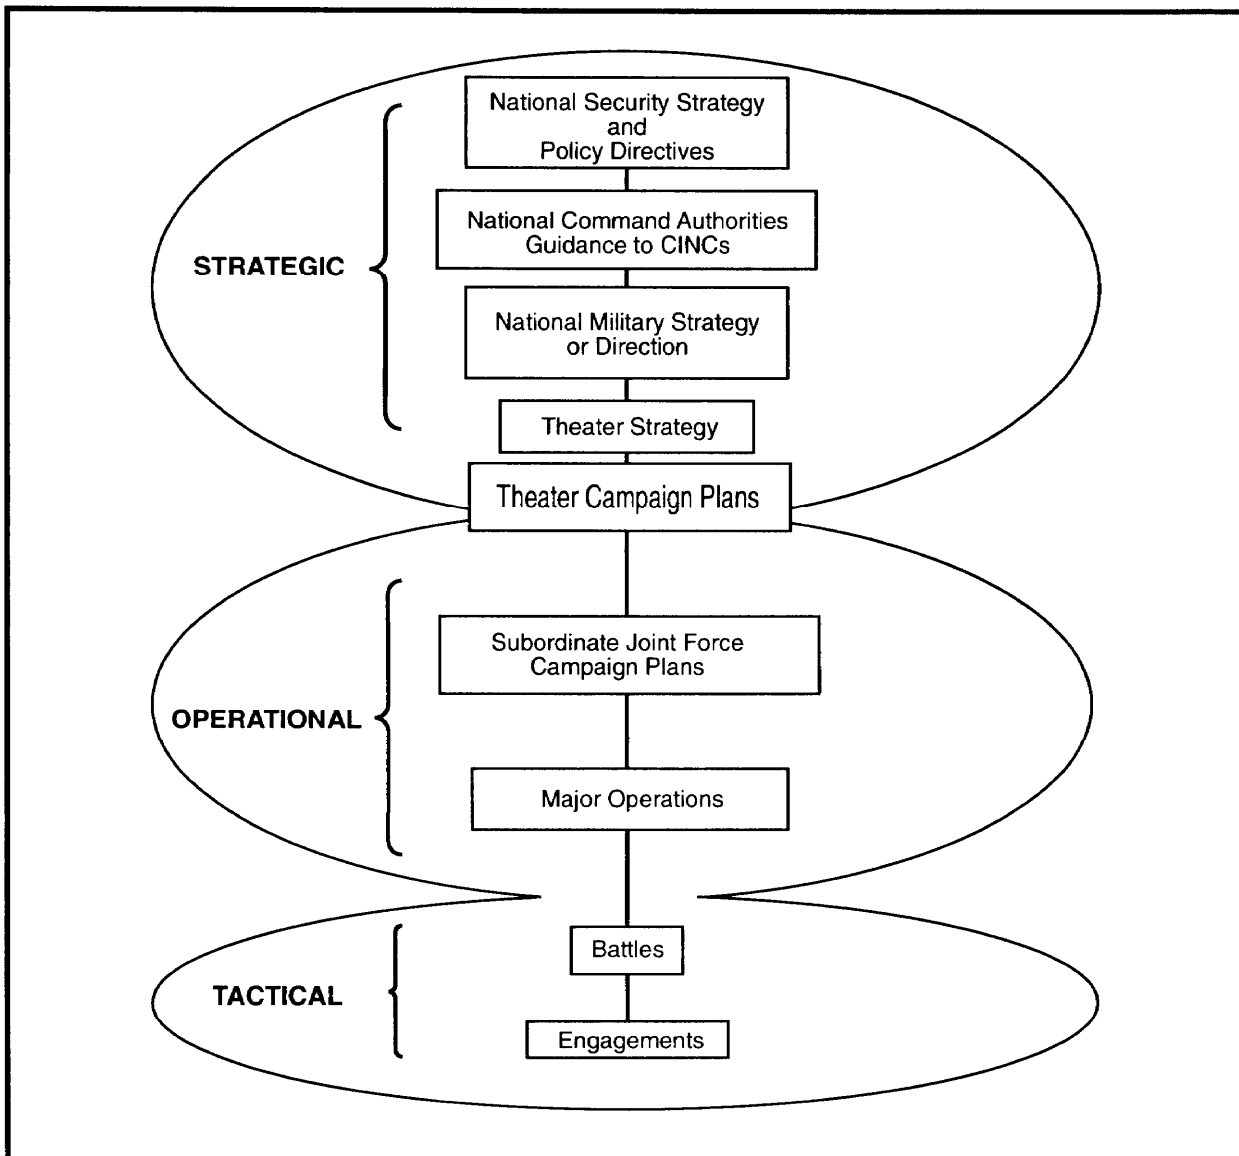 National Security Strategy
and
Policy Directives
National Command Authorities
Guidance to CINCs
STRATEGIC
National Military Strategy
or Direction
Theater Strategy
Theater Campaign Plans
Subordinate Joint Force
Campaign Plans
OPERATIONAL
Major Operations
Battles
TACTICAL
Engagements